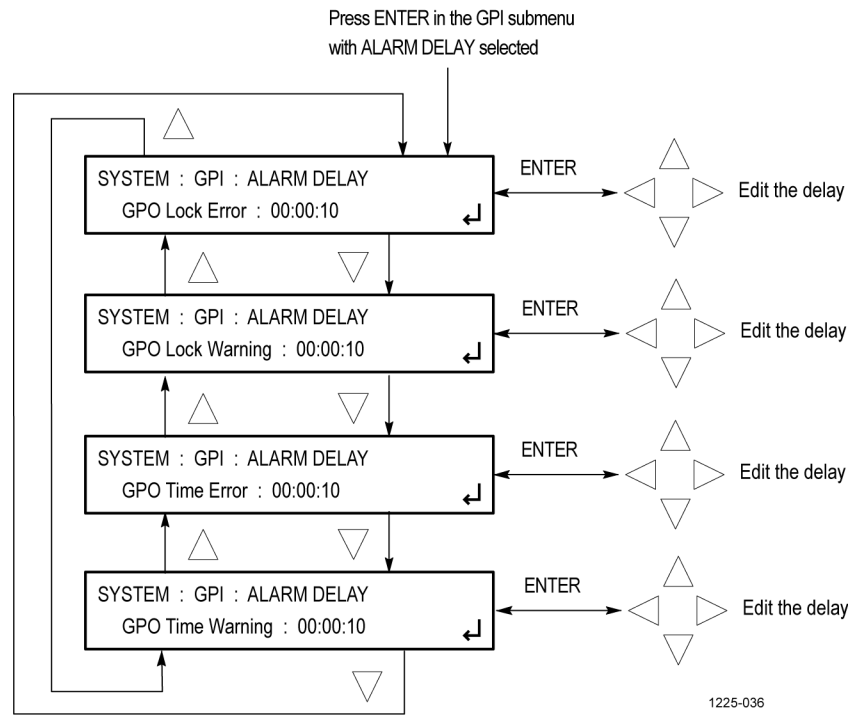 Press ENTER in the GPI submenu
with ALARM DELAY selected
SYSTEM : GPI : ALARM DELAY
GPO Lock Error : 00:00:10
ENTER
Edit the delay
SYSTEM : GPI : ALARM DELAY
GPO Lock Warning : 00:00:10
ENTER
Edit the delay
SYSTEM : GPI : ALARM DELAY
GPO Time Error : 00:00:10
ENTER
Edit the delay
SYSTEM : GPI : ALARM DELAY
GPO Time Warning : 00:00:10
ENTER
Edit the delay
1225-036